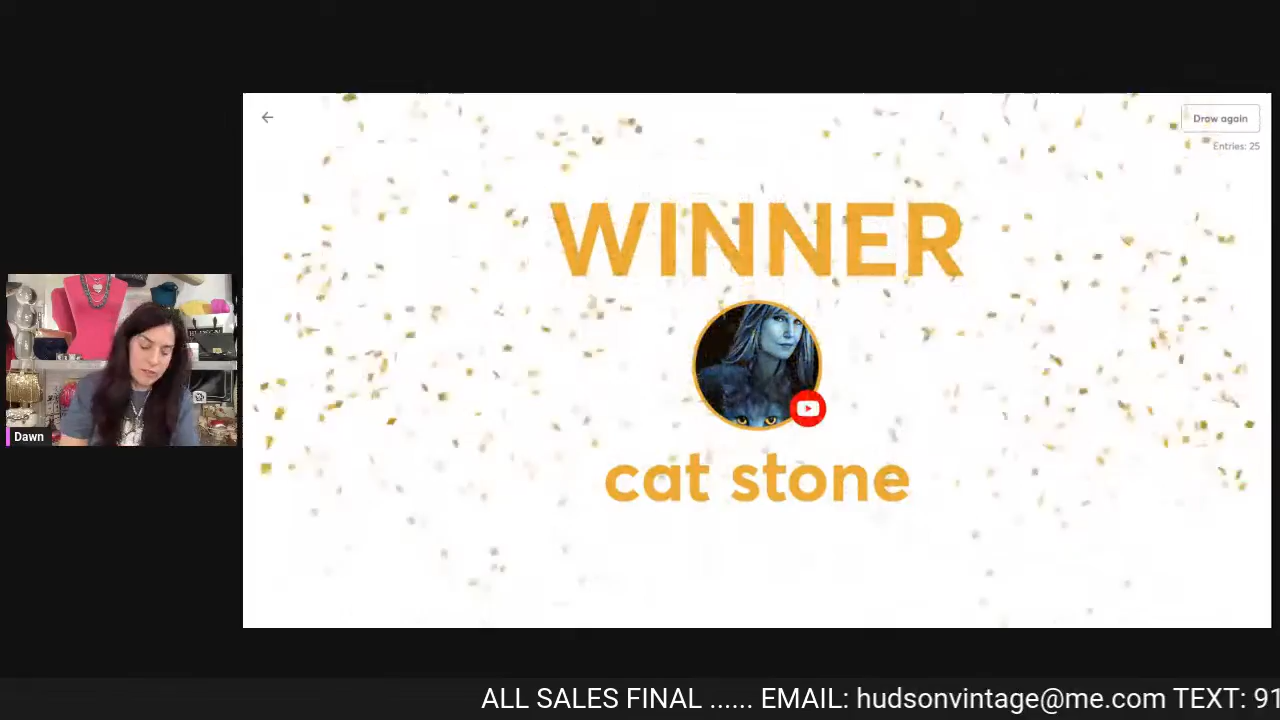 Draw again
Entries: 25
WINNER
cat stone
Dawn
ALL SALES FINAL ...... EMAIL: hudsonvintage@me.com TEXT: 91